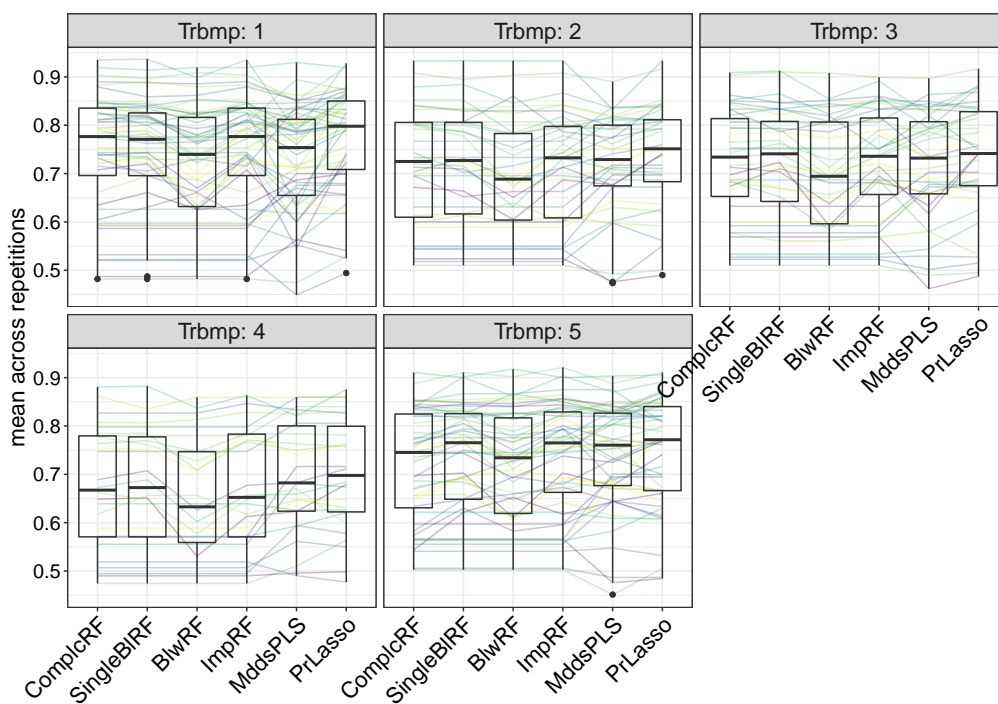 Trbmp: 1
Trbmp: 2
Trbmp: 3
0.9
0.8
0.7
0.6
0.5
ComplcRF
SingleBlRF
BlwRF
ImpRF
MddsPLS
PrLasso
Trbmp: 4
Trbmp: 5
0.9
0.8
0.7
0.6
0.5
ComplcRF
SingleBlRF
BlwRF
ImpRF
MddsPLS
PrLasso
ComplcRF
SingleBlRF
BlwRF
ImpRF
MddsPLS
PrLasso
mean across repetitions